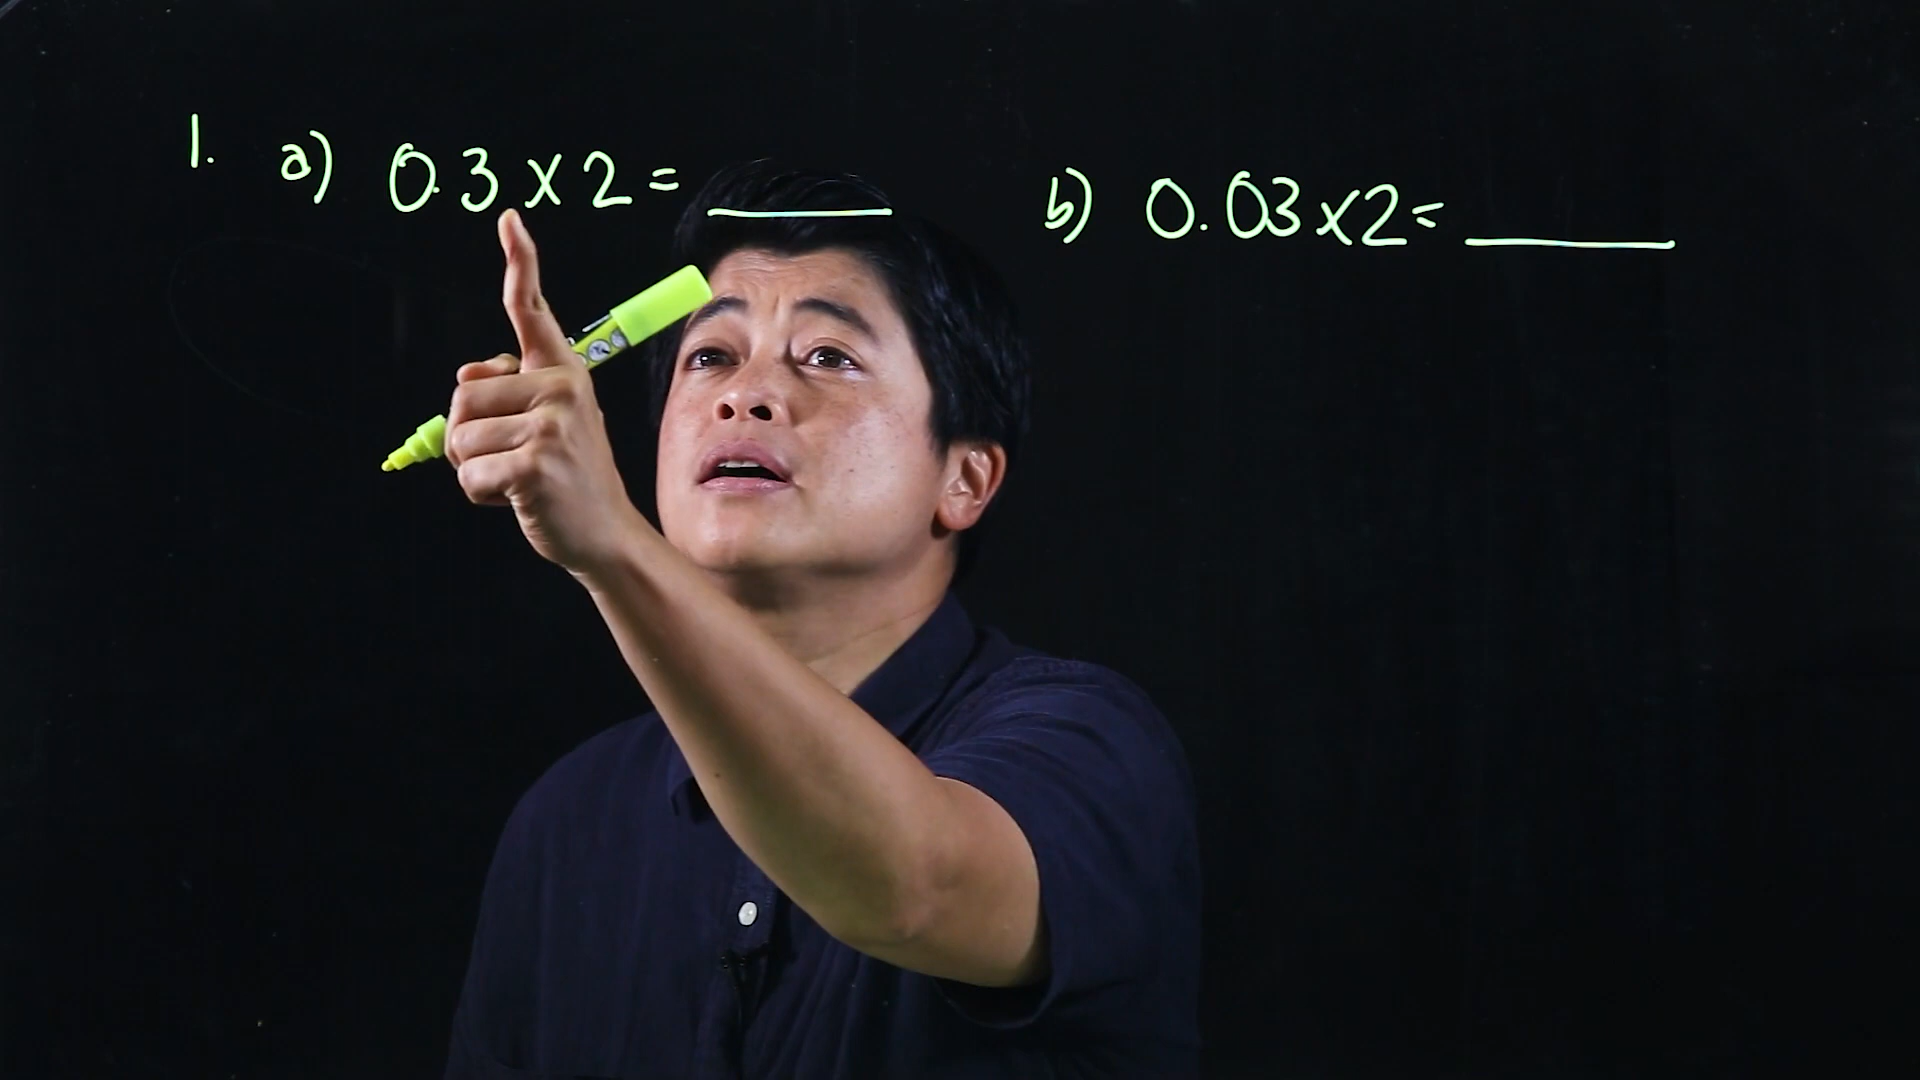 1. a) 0.3 x 2 = ____ b) 0.03 x 2 = ____